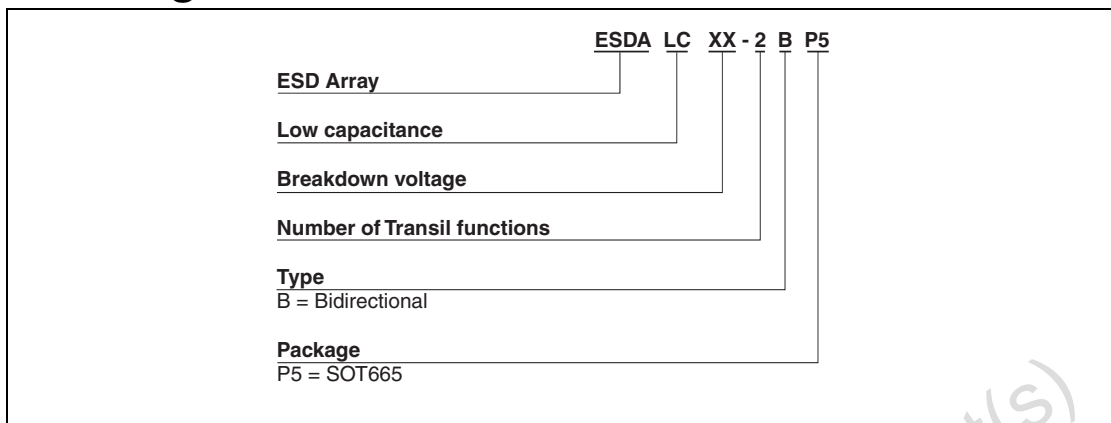 ESDA LC XX - 2 B P5
ESD Array
Low capacitance
Breakdown voltage
Number of Transil functions
Type
B = Bidirectional
Package
P5 = SOT665